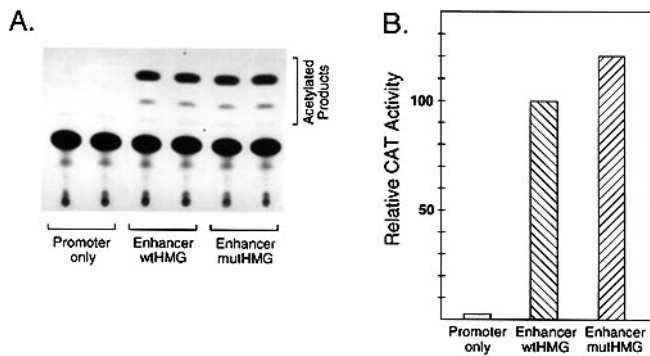 A.
Acetylated
Products
Promoter
only
Enhancer
wtHMG
Enhancer
mutHMG
B.
Relative CAT Activity
100
50
Promoter
only
Enhancer
wtHMG
Enhancer
mutHMG